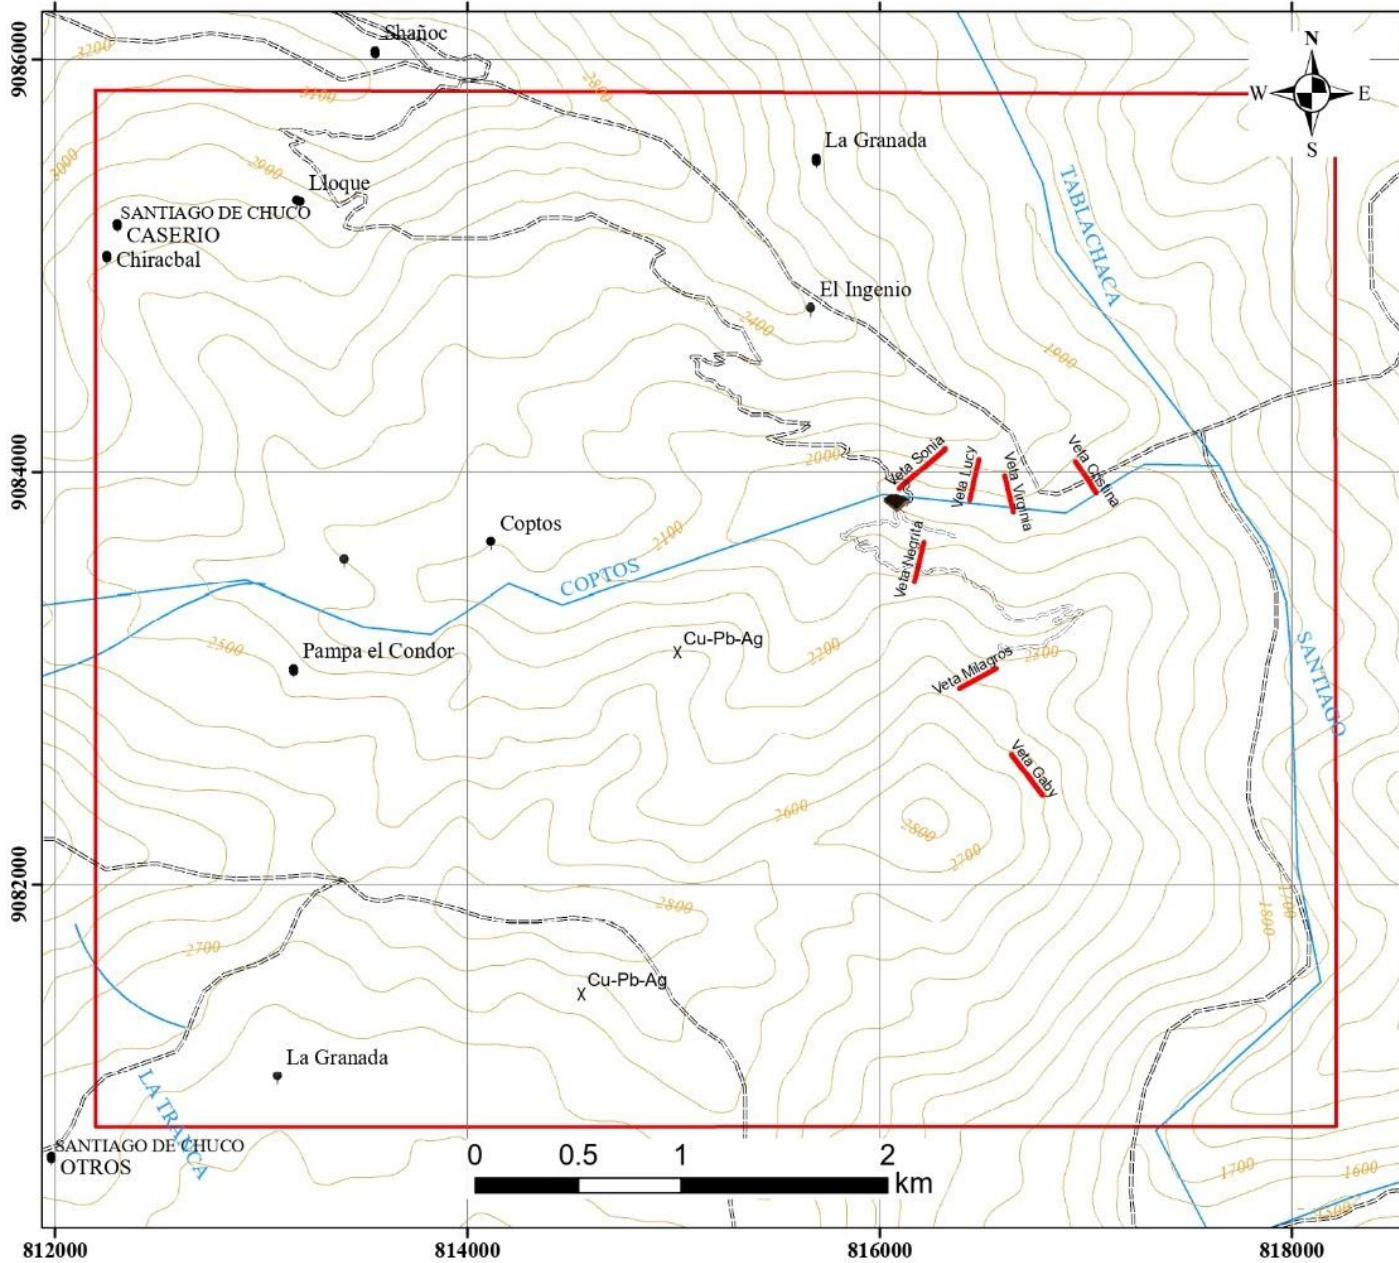 Shañoc
N
3200
9086000
2800
W
E
3100
S
La Granada
3000
2900
TABLACHACA
Lloque
SANTIAGO DE CHUCO
CASERIO
Chiracbal
El Ingenio
2400
1900
Veta Sonia
Veta Lucy
Veta Virginia
Veta Cristina
2000
9084000
Coptos
2100
Veta Negrita
COPTOS
Cu-Pb-Ag
2500
Pampa el Condor
2200
Veta Milagros
2300
SANTIAGO
Veta Gaby
2600
2800
2700
9082000
2800
1700
1800
2700
Cu-Pb-Ag
La Granada
LA TRANCA
SANTIAGO DE CHUCO
OTROS
0 0.5 1 2
km
1700
1600
1500
812000
814000
816000
818000